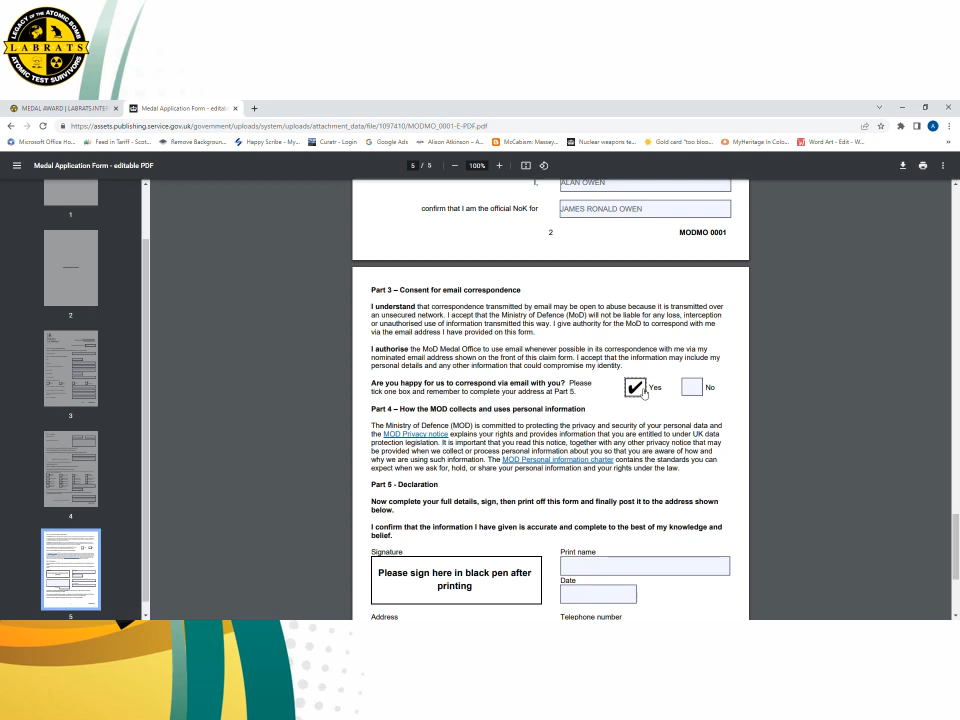 LEGACY OF THE ATOMIC BOMB
LABRATS
ATOMIC TEST SURVIVORS
MEDAL AWARD | LABRATS INTER
Medal Application Form - editab
https://assets.publishing.service.gov.uk/government/uploads/system/uploads/attachment_data/file/1097410/MODMO_0001-E-PDF.pdf
Microsoft Office Ho...
Feed in Tariff - Scot...
Remove Backgroun...
Happy Scribe - My...
Curatr - Login
Google Ads
Alison Atkinson – A...
McCabism: Massey...
Nuclear weapons te...
Gold card "too bloo...
MyHeritage In Colo...
Word Art - Edit - W...
Medal Application Form - editable PDF
5 / 5
100%
1
2
3
4
5
I,
ALAN OWEN
confirm that I am the official NoK for
JAMES RONALD OWEN
2
MODMO 0001
Part 3 – Consent for email correspondence
I understand that correspondence transmitted by email may be open to abuse because it is transmitted over
an unsecured network. I accept that the Ministry of Defence (MoD) will not be liable for any loss, interception
or unauthorised use of information transmitted this way. I give authority for the MoD to correspond with me
via the email address I have provided on this form.
I authorise the MoD Medal Office to use email whenever possible in its correspondence with me via my
nominated email address shown on the front of this claim form. I accept that the information may include my
personal details and any other information that could compromise my identity.
Are you happy for us to correspond via email with you? Please
tick one box and remember to complete your address at Part 5.
Yes
No
Part 4 – How the MOD collects and uses personal information
The Ministry of Defence (MOD) is committed to protecting the privacy and security of your personal data and
the MOD Privacy notice explains your rights and provides information that you are entitled to under UK data
protection legislation. It is important that you read this notice, together with any other privacy notice that may
be provided when we collect or process personal information about you so that you are aware of how and
why we are using such information. The MOD Personal information charter contains the standards you can
expect when we ask for, hold, or share your personal information and your rights under the law.
Part 5 - Declaration
Now complete your full details, sign, then print off this form and finally post it to the address shown
below.
I confirm that the information I have given is accurate and complete to the best of my knowledge and
belief.
Signature
Print name
Please sign here in black pen after
printing
Date
Address
Telephone number